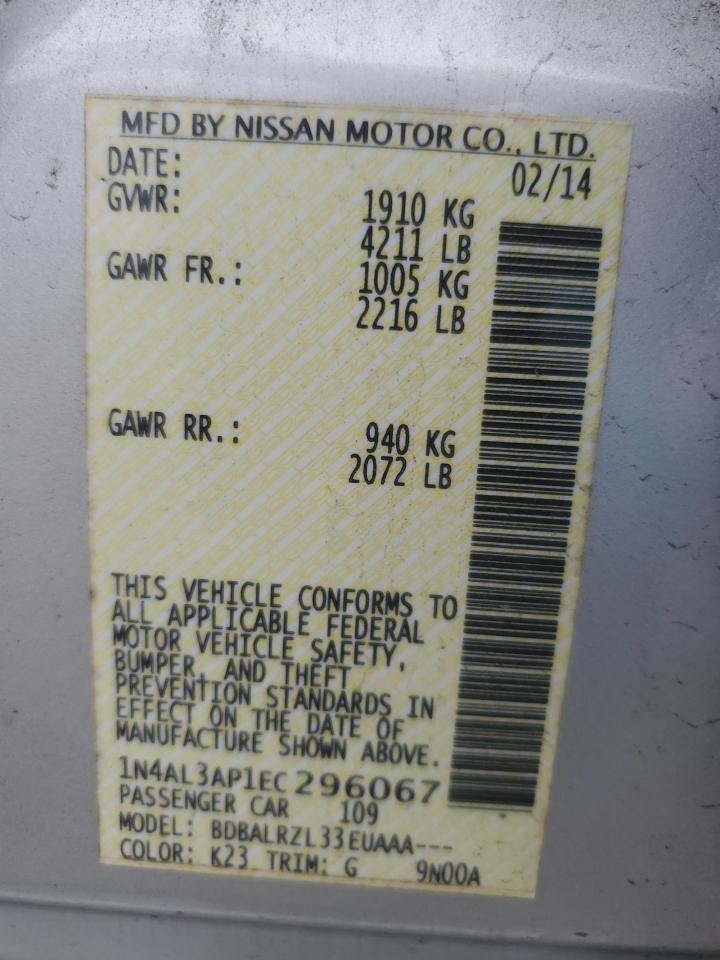 MFD BY NISSAN MOTOR CO., LTD.
DATE: 02/14
GVWR: 1910 KG
4211 LB
GAWR FR.: 1005 KG
2216 LB
GAWR RR.: 940 KG
2072 LB
THIS VEHICLE CONFORMS TO
ALL APPLICABLE FEDERAL
MOTOR VEHICLE SAFETY,
BUMPER, AND THEFT
PREVENTION STANDARDS IN
EFFECT ON THE DATE OF
MANUFACTURE SHOWN ABOVE.
1N4AL3AP1EC296067
PASSENGER CAR 109
MODEL: BDBALRZL33EUAAA---
COLOR: K23 TRIM: G 9N00A